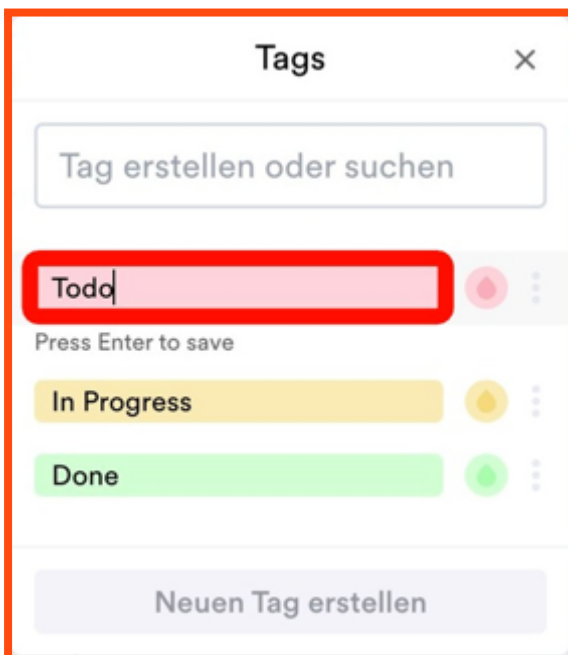 Tags
Tag erstellen oder suchen
Todo
Press Enter to save
In Progress
Done
Neuen Tag erstellen